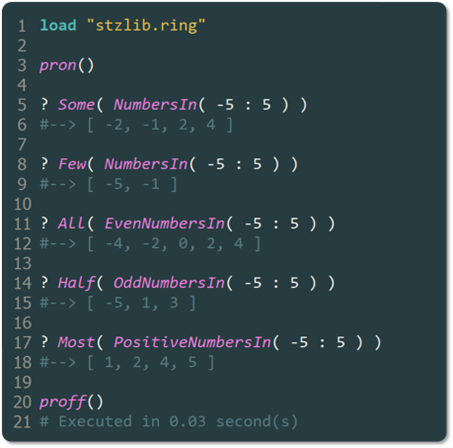 1 load "stzlib.ring"
2
3 pron()
4
5 ? Some( NumbersIn( -5 : 5 ) )
6 #--> [ -2, -1, 2, 4 ]
7
8 ? Few( NumbersIn( -5 : 5 ) )
9 #--> [ -5, -1 ]
10
11 ? All( EvenNumbersIn( -5 : 5 ) )
12 #--> [ -4, -2, 0, 2, 4 ]
13
14 ? Half( OddNumbersIn( -5 : 5 ) )
15 #--> [ -5, 1, 3 ]
16
17 ? Most( PositiveNumbersIn( -5 : 5 ) )
18 #--> [ 1, 2, 4, 5 ]
19
20 proff()
21 # Executed in 0.03 second(s)